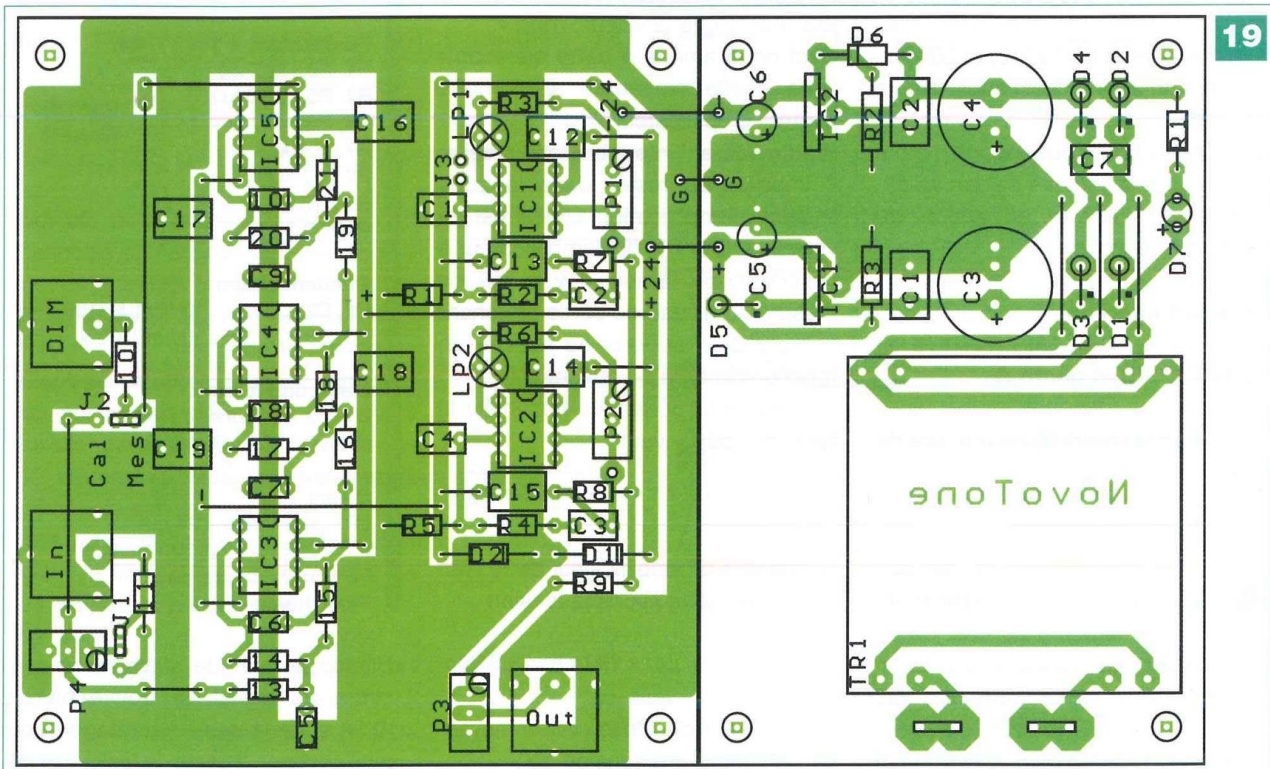 19
IC5
C16
LP1
R3
C12
-24
J3
IC1
P1
C1
10
21
C17
20
19
C9
C13
R7
R1
R2
C2
+
+24
DIM
10
IC4
C18
LP2
R6
C14
J2
18
C8
C4
IC2
P2
C19
17
16
Cal
Mes
C7
C15
R8
-
R5
R4
C3
In
IC3
D2
D1
R9
11
J1
15
C6
14
P4
13
C5
P3
Out
-
C6
IC2
D6
R2
C2
C4
+
D4
D2
C7
R1
G
G
+
C5
IC1
R3
C1
C3
+
D5
D3
D1
D7
+
NovoTone
TR1